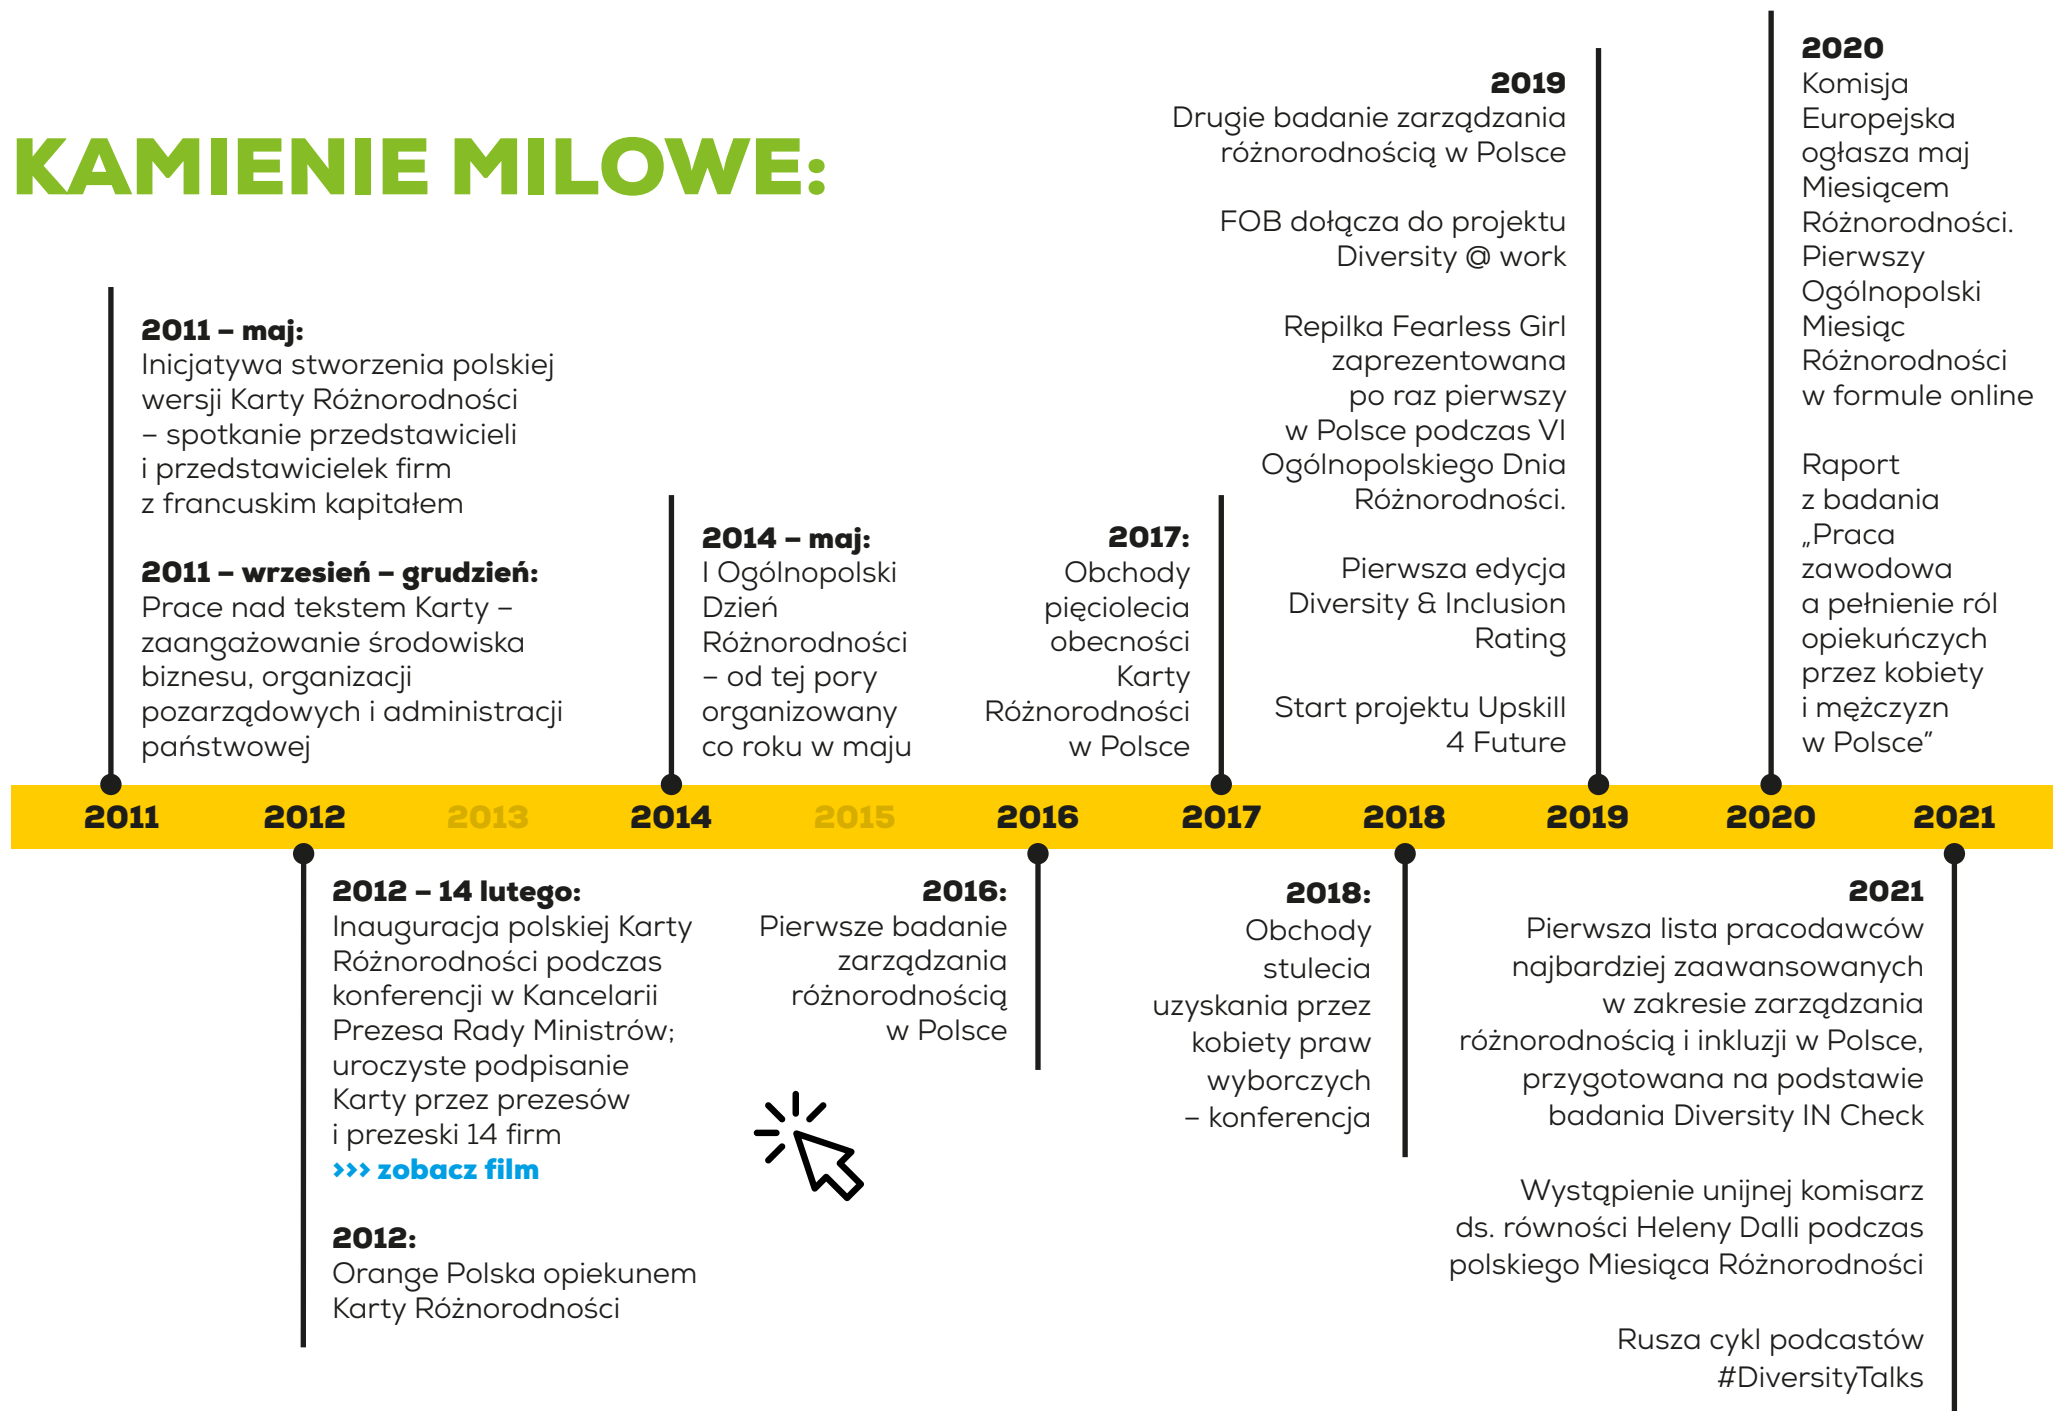 KAMIENIE MILOWE:
2011 – maj:
Inicjatywa stworzenia polskiej
wersji Karty Różnorodności
– spotkanie przedstawicieli
i przedstawicielek firm
z francuskim kapitałem
2011 – wrzesień – grudzień:
Prace nad tekstem Karty –
zaangażowanie środowiska
biznesu, organizacji
pozarządowych i administracji
państwowej
2014 – maj:
I Ogólnopolski
Dzień
Różnorodności
– od tej pory
organizowany
co roku w maju
2017:
Obchody
pięciolecia
obecności
Karty
Różnorodności
w Polsce
2019
Drugie badanie zarządzania
różnorodnością w Polsce
FOB dołącza do projektu
Diversity @ work
Repilka Fearless Girl
zaprezentowana
po raz pierwszy
w Polsce podczas VI
Ogólnopolskiego Dnia
Różnorodności.
Pierwsza edycja
Diversity & Inclusion
Rating
Start projektu Upskill
4 Future
2020
Komisja
Europejska
ogłasza maj
Miesiącem
Różnorodności.
Pierwszy
Ogólnopolski
Miesiąc
Różnorodności
w formule online
Raport
z badania
„Praca
zawodowa
a pełnienie ról
opiekuńczych
przez kobiety
i mężczyzn
w Polsce”
2011 2012 2013 2014 2015 2016 2017 2018 2019 2020 2021
2012 – 14 lutego:
Inauguracja polskiej Karty
Różnorodności podczas
konferencji w Kancelarii
Prezesa Rady Ministrów;
uroczyste podpisanie
Karty przez prezesów
i prezeski 14 firm
››› zobacz film
2012:
Orange Polska opiekunem
Karty Różnorodności
2016:
Pierwsze badanie
zarządzania
różnorodnością
w Polsce
2018:
Obchody
stulecia
uzyskania przez
kobiety praw
wyborczych
– konferencja
2021
Pierwsza lista pracodawców
najbardziej zaawansowanych
w zakresie zarządzania
różnorodnością i inkluzji w Polsce,
przygotowana na podstawie
badania Diversity IN Check
Wystąpienie unijnej komisarz
ds. równości Heleny Dalli podczas
polskiego Miesiąca Różnorodności
Rusza cykl podcastów
#DiversityTalks